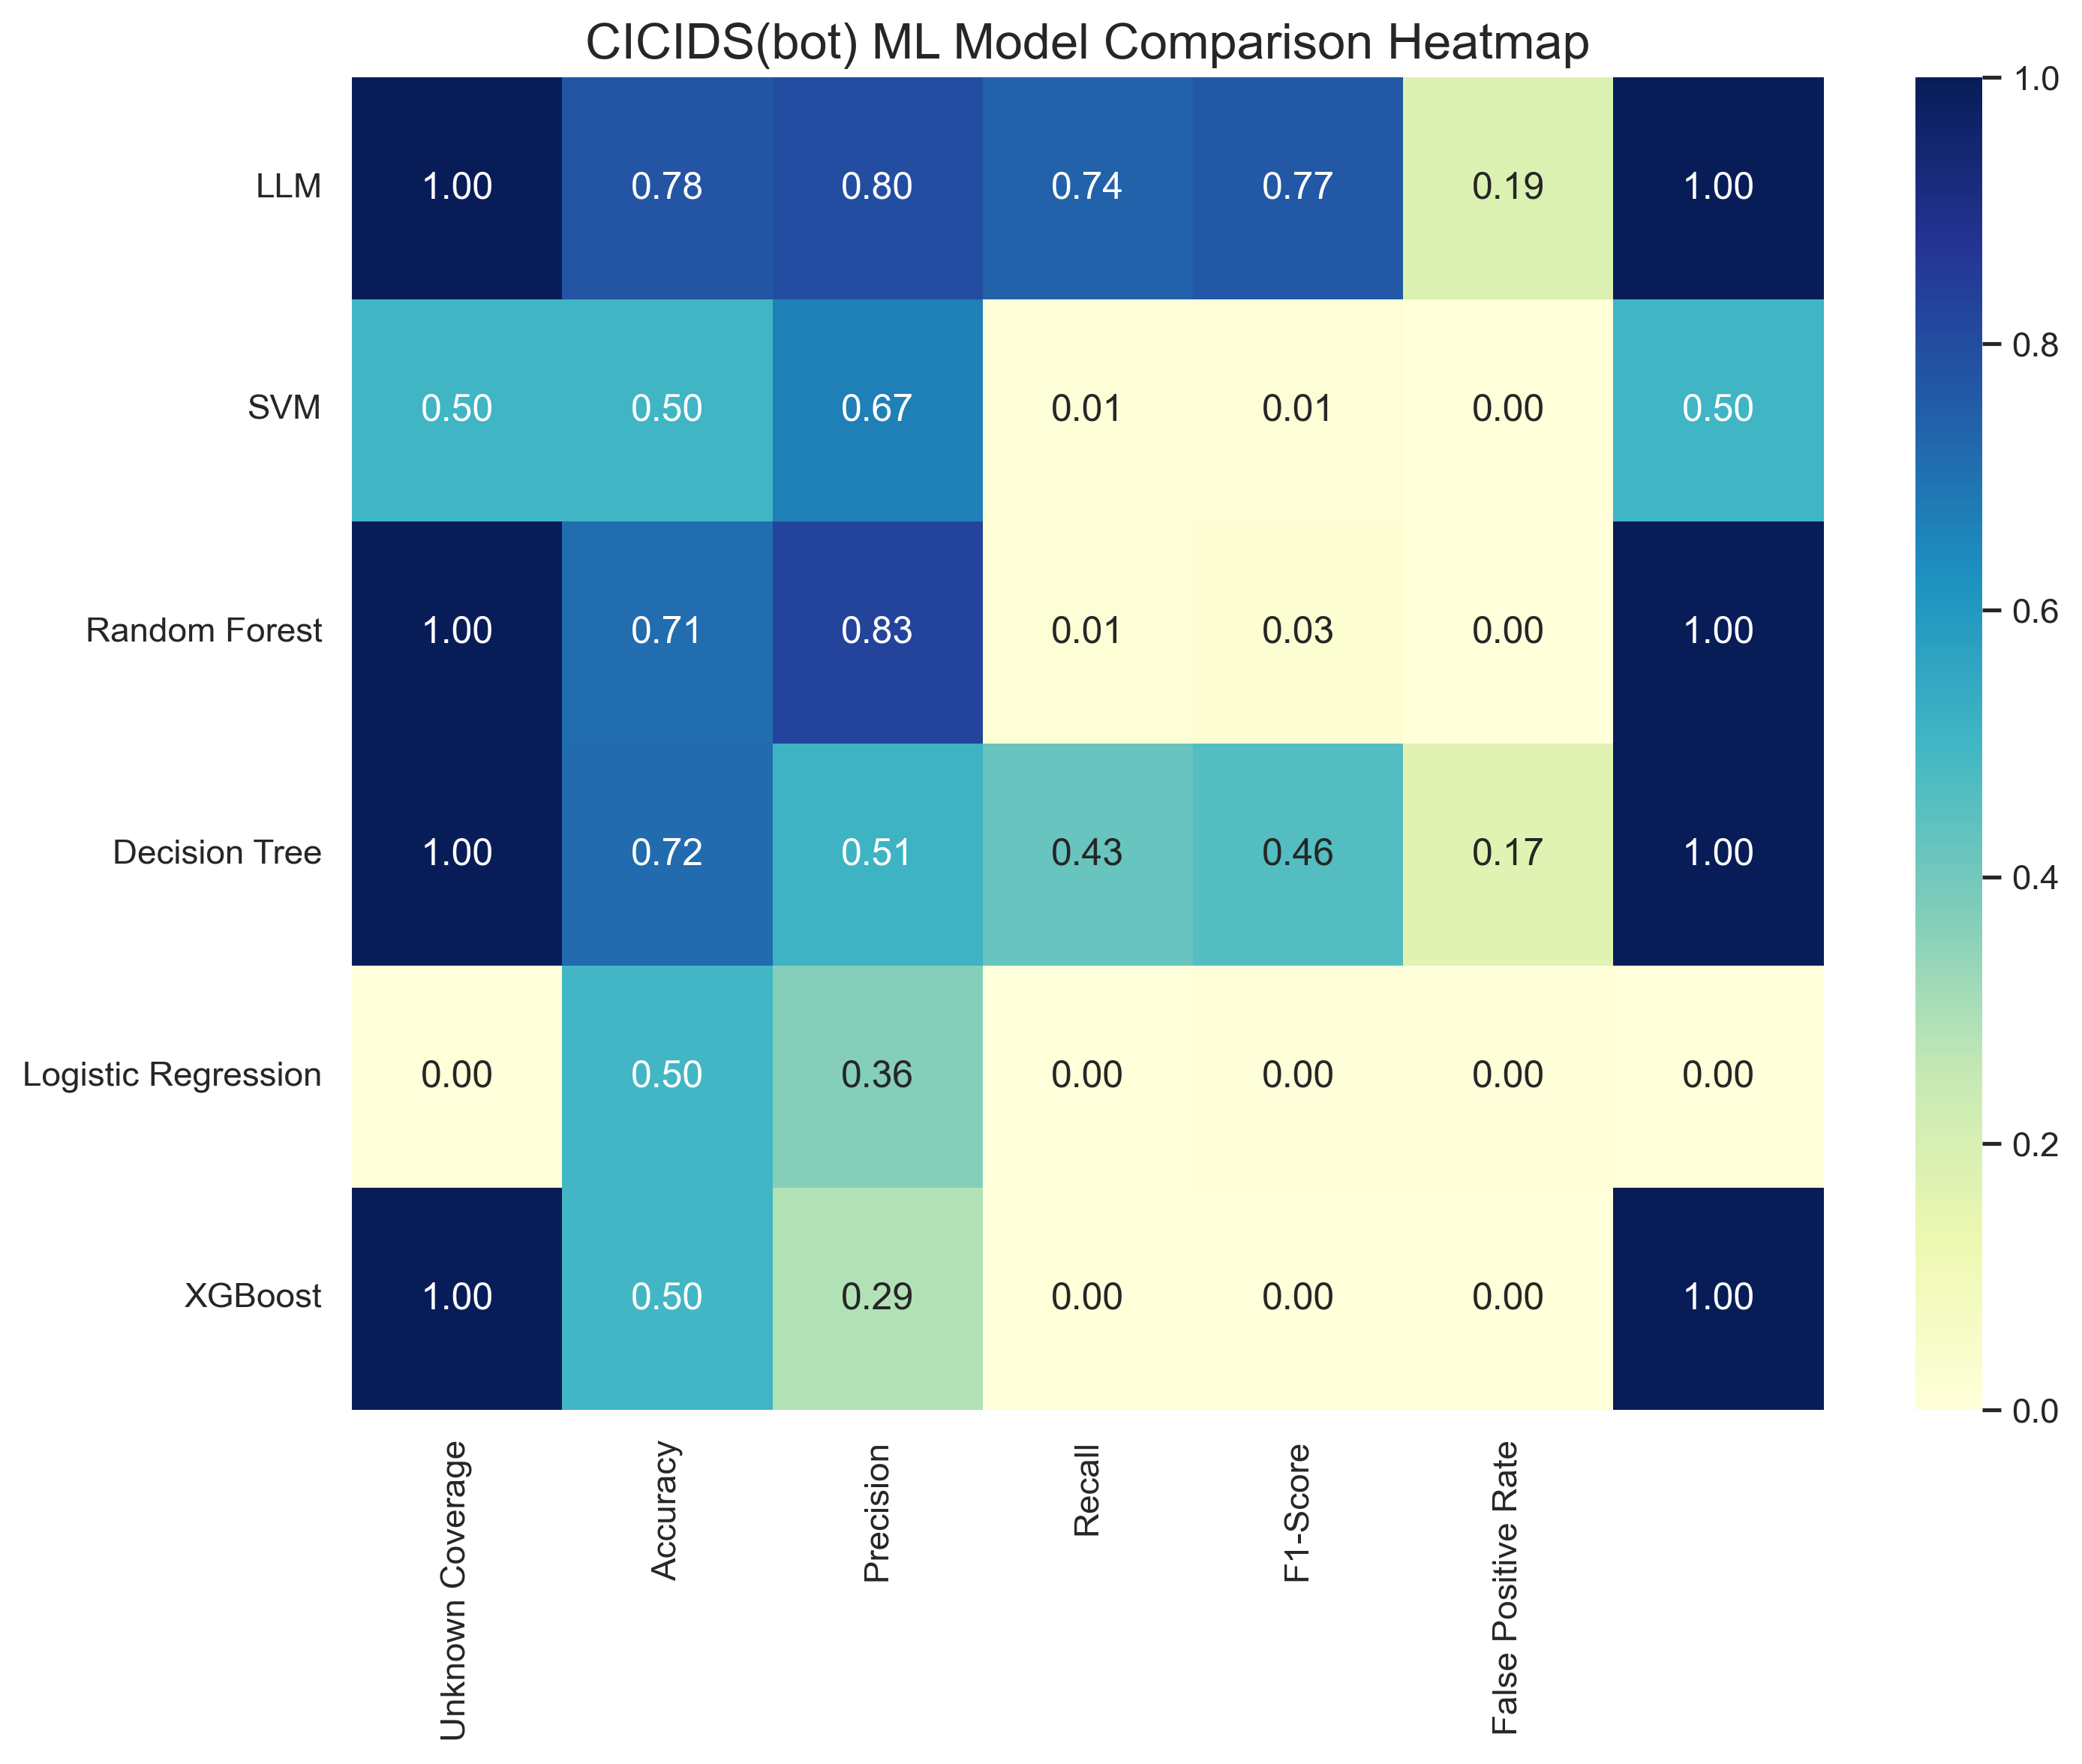 CICIDS(bot) ML Model Comparison Heatmap
LLM 1.00 0.78 0.80 0.74 0.77 0.19 1.00
SVM 0.50 0.50 0.67 0.01 0.01 0.00 0.50
Random Forest 1.00 0.71 0.83 0.01 0.03 0.00 1.00
Decision Tree 1.00 0.72 0.51 0.43 0.46 0.17 1.00
Logistic Regression 0.00 0.50 0.36 0.00 0.00 0.00 0.00
XGBoost 1.00 0.50 0.29 0.00 0.00 0.00 1.00
Unknown Coverage
Accuracy
Precision
Recall
F1-Score
False Positive Rate
1.0
0.8
0.6
0.4
0.2
0.0